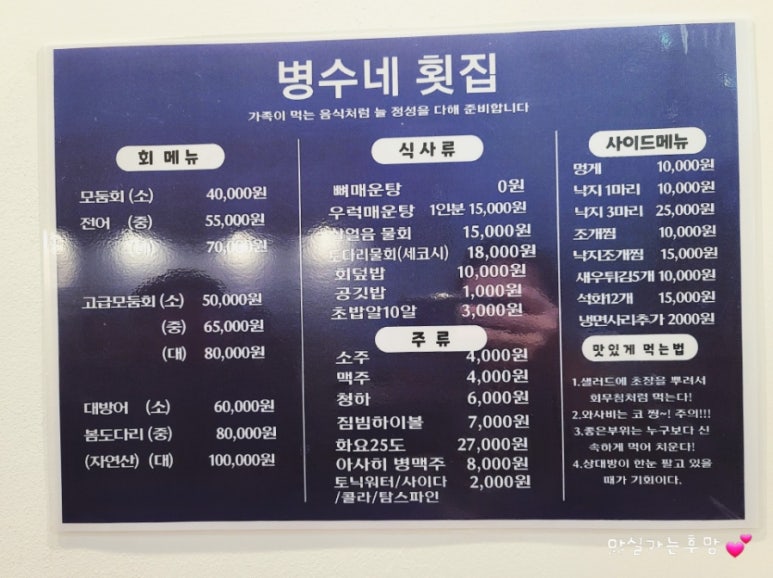 병수네 횟집
가족이 먹는 음식처럼 늘 정성을 다해 준비합니다
회 메뉴
모둠회 (소) 40,000원
전어 (중) 55,000원
70,000원
고급모둠회 (소) 50,000원
(중) 65,000원
(대) 80,000원
대방어 (소) 60,000원
봄도다리 (중) 80,000원
(자연산) (대) 100,000원
식사류
뼈매운탕 0원
우럭매운탕 1인분 15,000원
살얼음 물회 15,000원
도다리물회(세코시) 18,000원
회덮밥 10,000원
공깃밥 1,000원
초밥알10알 3,000원
주류
소주 4,000원
맥주 4,000원
청하 6,000원
짐빔하이볼 7,000원
화요25도 27,000원
아사히 병맥주 8,000원
토닉워터/사이다 2,000원
/콜라/탐스파인
사이드메뉴
멍게 10,000원
낙지 1마리 10,000원
낙지 3마리 25,000원
조개찜 10,000원
낙지조개찜 15,000원
새우튀김5개 10,000원
석화12개 15,000원
냉면사리추가 2000원
맛있게 먹는법
1.샐러드에 초장을 뿌려서
회무침처럼 먹는다!
2.와사비는 코 찡~! 주의!!!
3.좋은부위는 누구보다 신
속하게 먹어 치운다!
4.상대방이 한눈 팔고 있을
때가 기회이다.
마실가는후맘